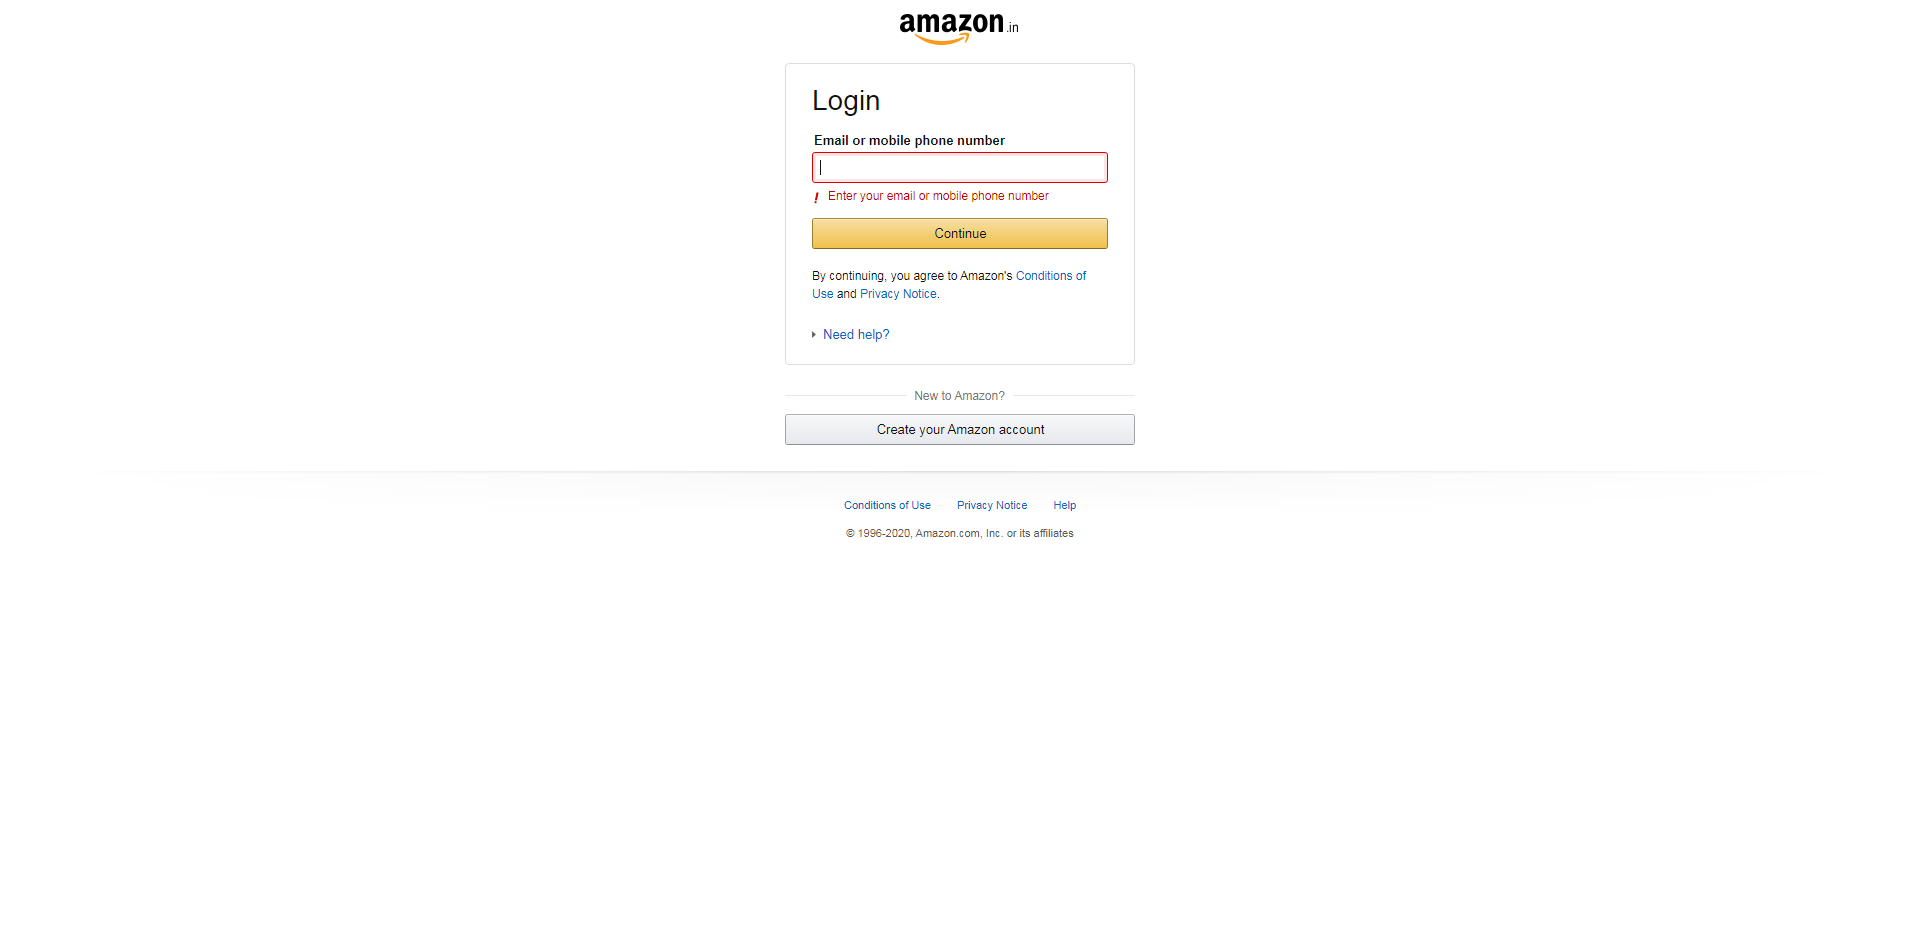 amazon.in
Login
Email or mobile phone number
Enter your email or mobile phone number
Continue
By continuing, you agree to Amazon's Conditions of
Use and Privacy Notice.
Need help?
New to Amazon?
Create your Amazon account
Conditions of Use Privacy Notice Help
© 1996-2020, Amazon.com, Inc. or its affiliates